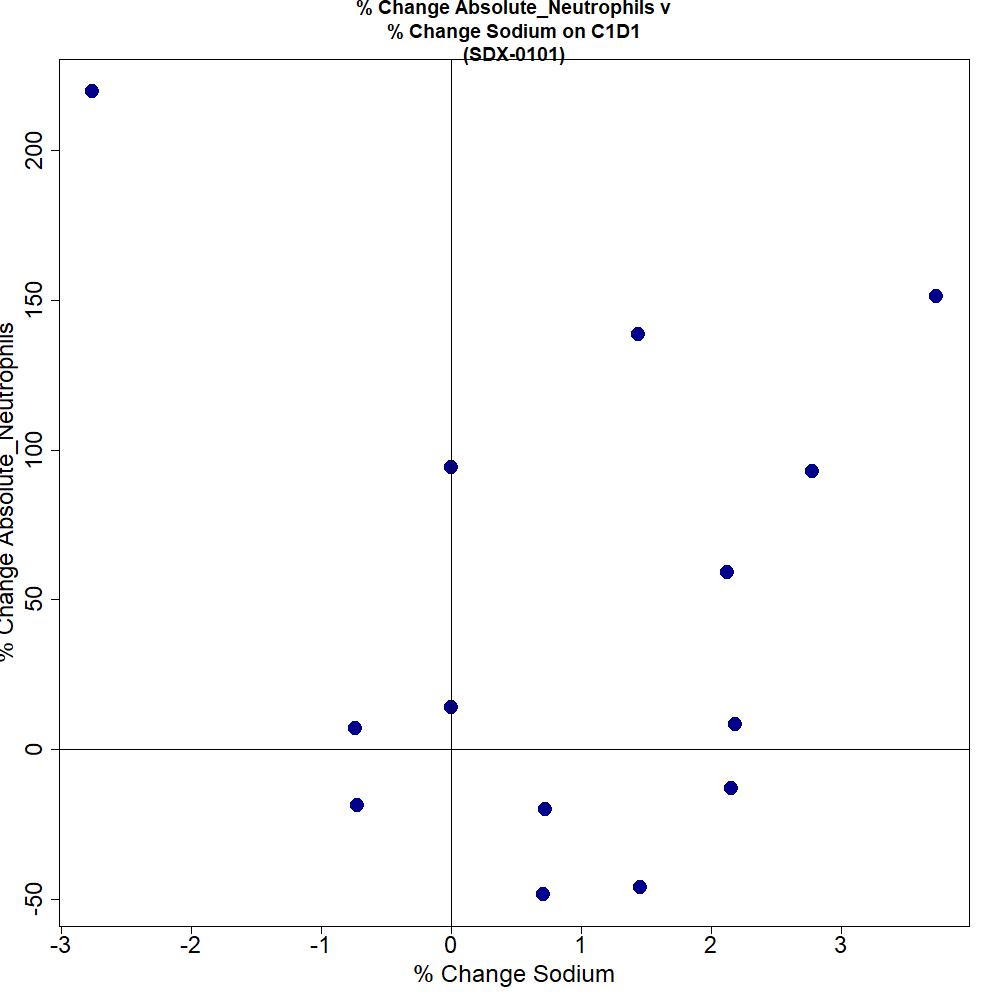 % Change Absolute_Neutrophils v
% Change Sodium on C1D1
(SDX-0101)
% Change Absolute_Neutrophils
200
150
100
50
0
-50
-3
-2
-1
0
1
2
3
% Change Sodium